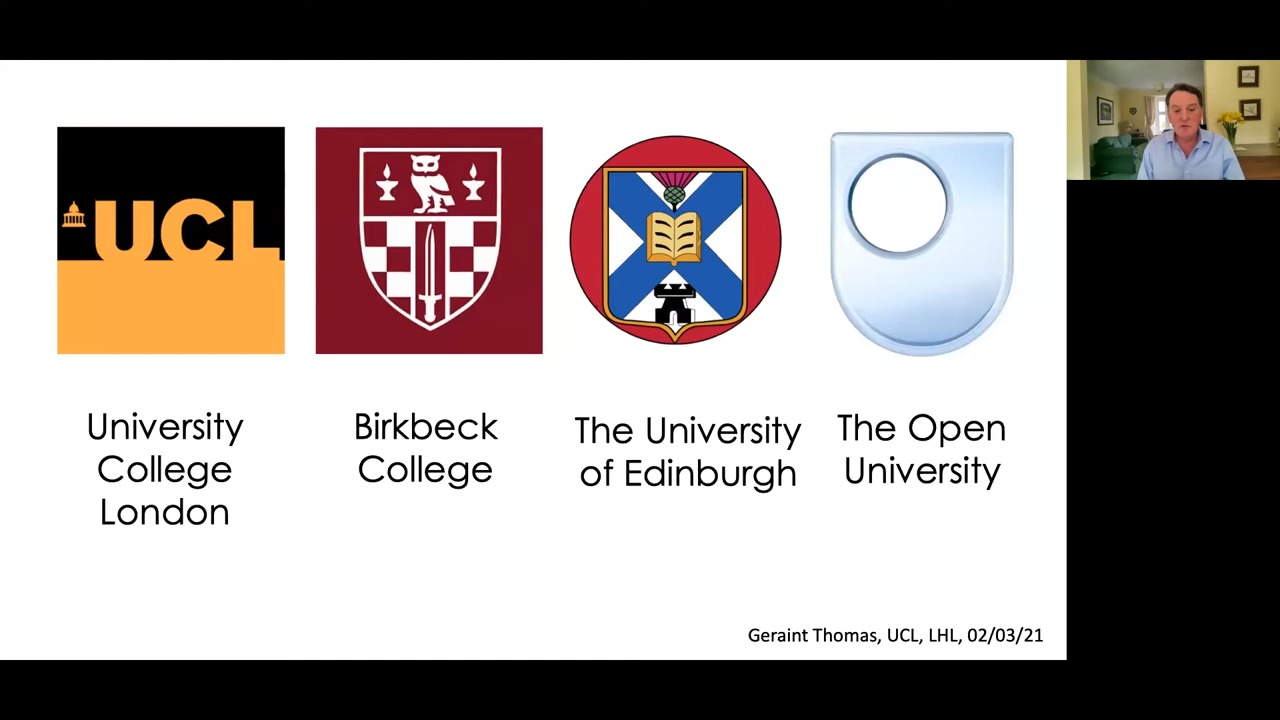 UCL
University
College
London
Birkbeck
College
The University
of Edinburgh
The Open
University
Geraint Thomas, UCL, LHL, 02/03/21